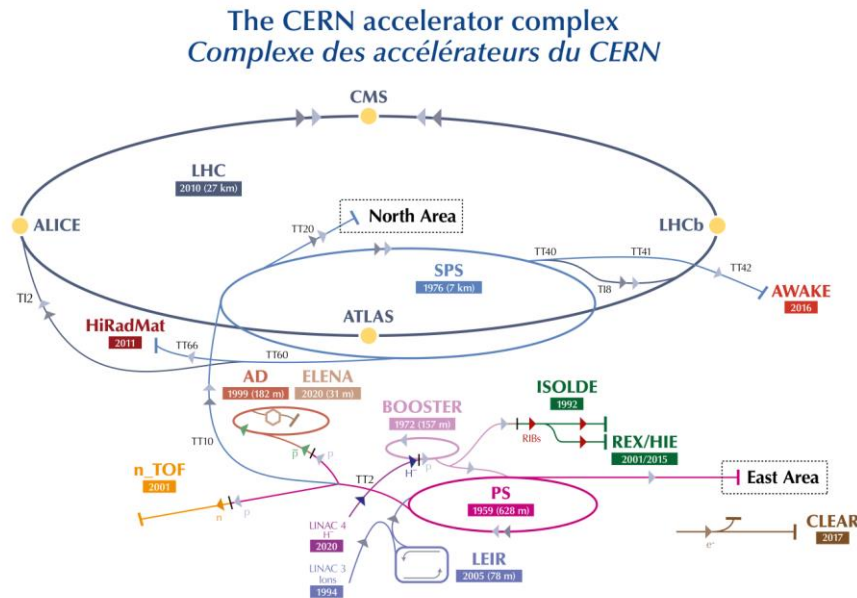 The CERN accelerator complex
Complexe des accélérateurs du CERN
CMS
LHC
2010 (27 km)
ALICE
TT20
North Area
LHCb
TT40
TT41
SPS
1976 (7 km)
TI8
TT42
AWAKE
2016
TI2
HiRadMat
2011
ATLAS
TT66
TT60
AD
1999 (182 m)
ELENA
2020 (31 m)
ISOLDE
1992
BOOSTER
1972 (157 m)
RIBs
REX/HIE
2001/2015
TT10
p̅
p
H⁻
p
n_TOF
2001
TT2
East Area
PS
1959 (628 m)
n
p
LINAC 4
H⁻
2020
CLEAR
2017
e⁻
LINAC 3
Ions
1994
LEIR
2005 (78 m)